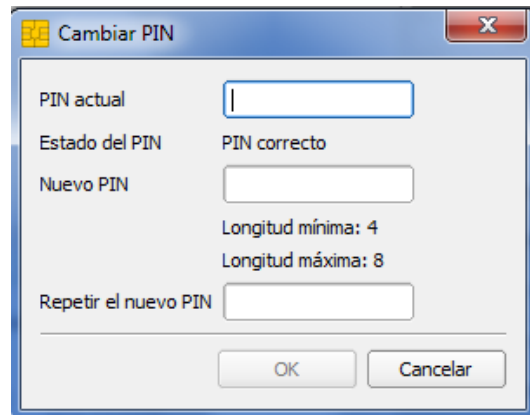 Cambiar PIN
PIN actual
Estado del PIN PIN correcto
Nuevo PIN
Longitud mínima: 4
Longitud máxima: 8
Repetir el nuevo PIN
OK Cancelar